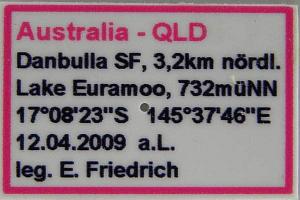 Australia - QLD
Danbulla SF, 3,2km nördl.
Lake Euramoo, 732müNN
17°08'23"S 145°37'46"E
12.04.2009 a.L.
leg. E. Friedrich